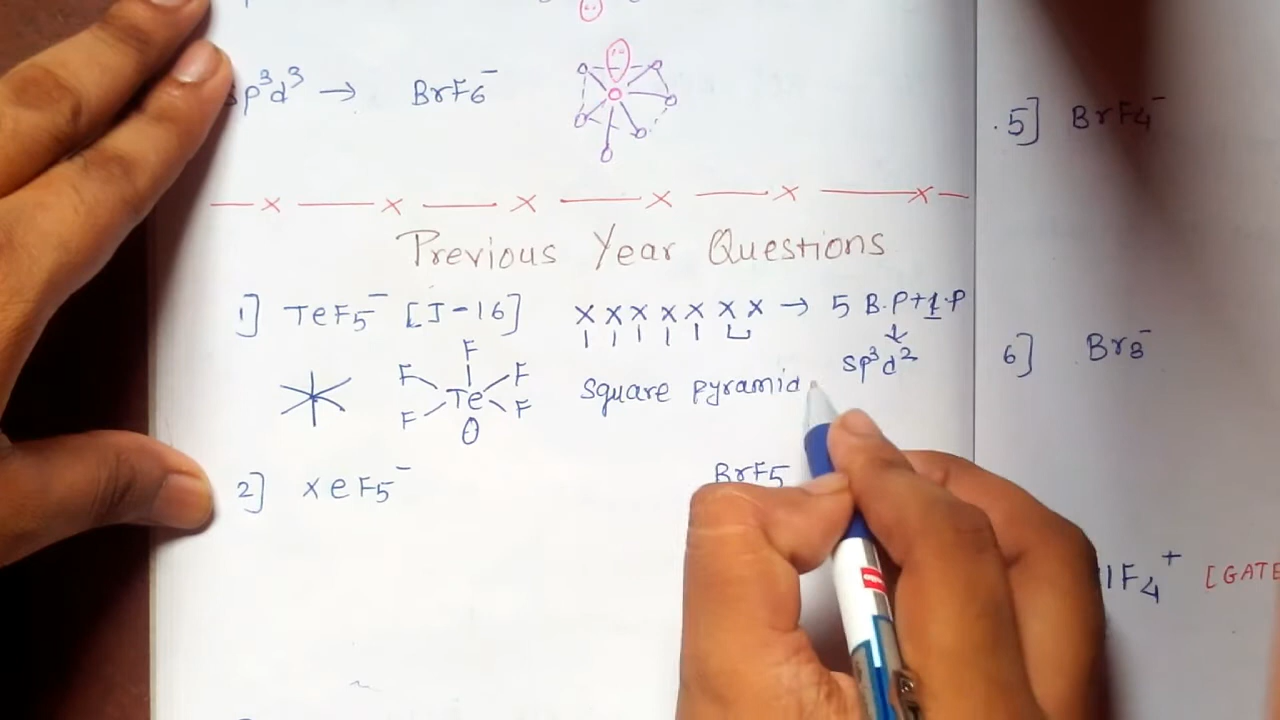 sp³d³ → BrF6⁻
Previous Year Questions
1] TeF5⁻ [J-16] x x x x x x x → 5 B.P+1.P
sp³d²
F
F F
Te
F F
Square pyramid
2] XeF5⁻ BrF5
.5] BrF4⁻
6] Br3⁻
IF4⁺ [GATE